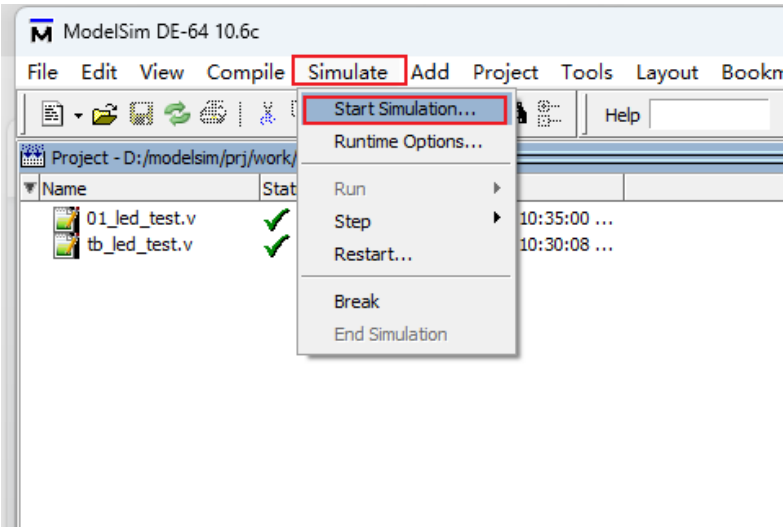 ModelSim DE-64 10.6c
File Edit View Compile Simulate Add Project Tools Layout
Help
Project - D:/modelsim/prj/work/
Name
01_led_test.v 10:35:00 ...
tb_led_test.v 10:30:08 ...
Start Simulation...
Runtime Options...
Run
Step
Restart...
Break
End Simulation